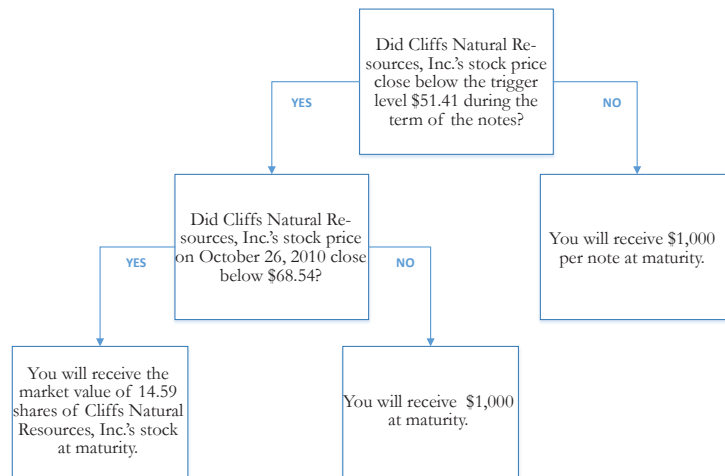 Did Cliffs Natural Re-
sources, Inc.'s stock price
close below the trigger
level $51.41 during the
term of the notes?
YES
NO
Did Cliffs Natural Re-
sources, Inc.'s stock price
on October 26, 2010 close
below $68.54?
You will receive $1,000
per note at maturity.
YES
NO
You will receive the
market value of 14.59
shares of Cliffs Natural
Resources, Inc.'s stock
at maturity.
You will receive $1,000
at maturity.